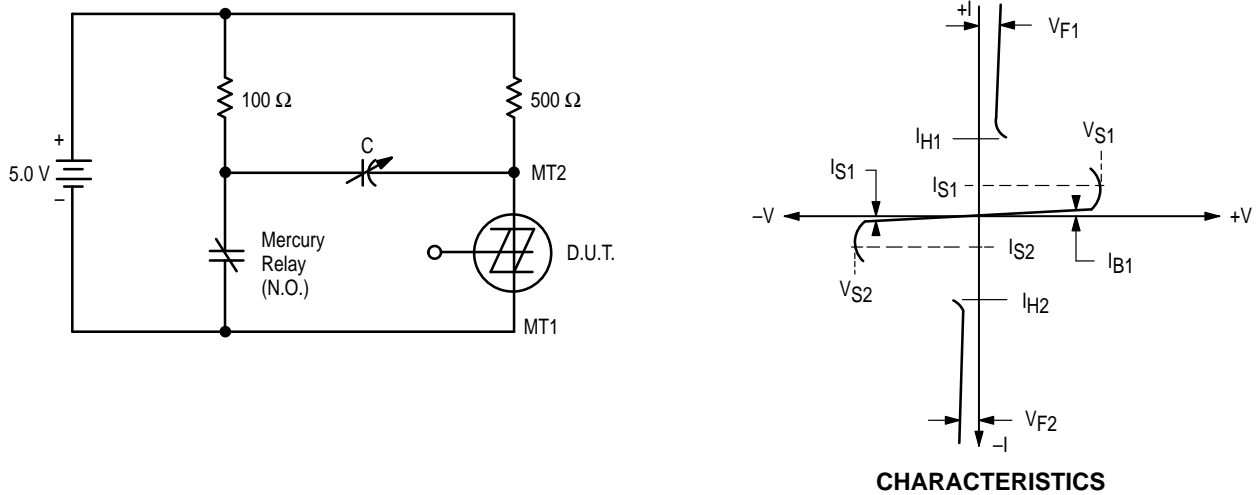 100 Ω
500 Ω
C
+
5.0 V
–
MT2
Mercury
Relay
(N.O.)
D.U.T.
MT1
+I
VF1
IH1
VS1
IS1
IS1
–V
+V
IS2
IB1
VS2
IH2
VF2
–I
CHARACTERISTICS